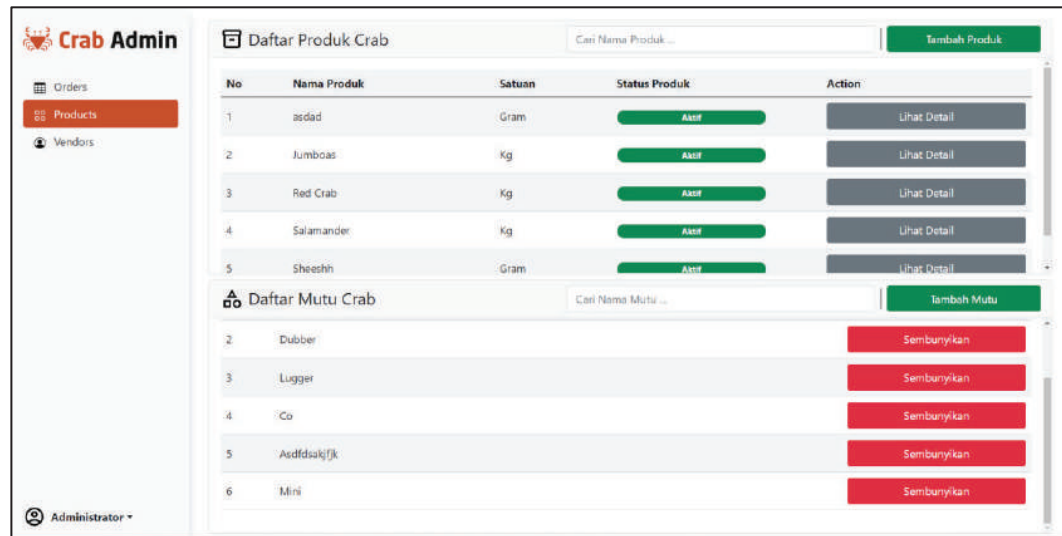 Crab Admin
Orders
Products
Vendors
Administrator
Daftar Produk Crab Cari Nama Produk ... Tambah Produk
No Nama Produk Satuan Status Produk Action
1 asdad Gram Aktif Lihat Detail
2 Jumboas Kg Aktif Lihat Detail
3 Red Crab Kg Aktif Lihat Detail
4 Salamander Kg Aktif Lihat Detail
5 Sheeshh Gram Aktif Lihat Detail
Daftar Mutu Crab Cari Nama Mutu ... Tambah Mutu
2 Dubber Sembunyikan
3 Lugger Sembunyikan
4 Co Sembunyikan
5 Sembunyikan
6 Mini Sembunyikan